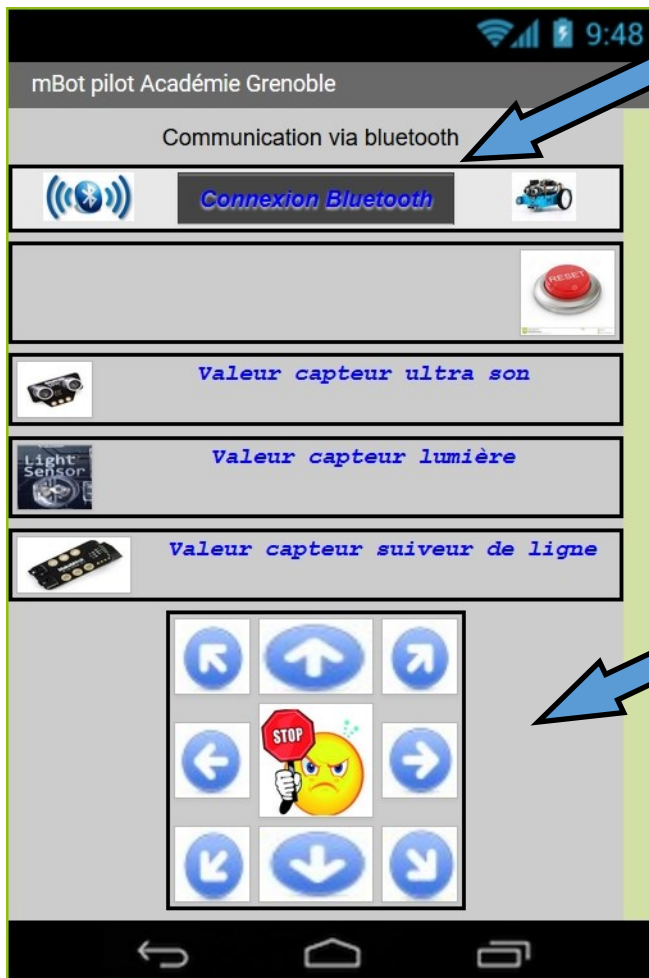 9:48
mBot pilot Académie Grenoble
Communication via bluetooth
Connexion Bluetooth
RESET
Valeur capteur ultra son
Light
Sensor
Valeur capteur lumière
Valeur capteur suiveur de ligne
STOP